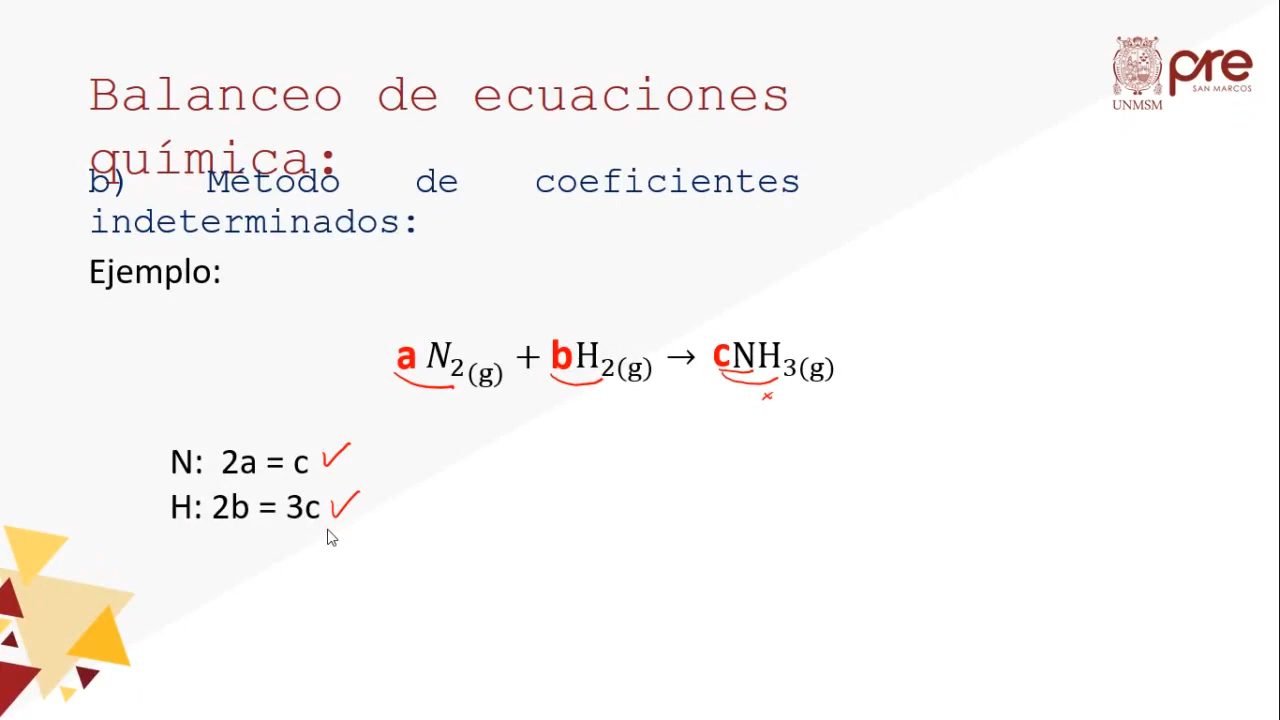 Balanceo de ecuaciones
química:
b) Método de coeficientes
indeterminados:
Ejemplo:
a N₂(g) + bH₂(g) → cNH₃(g)
N: 2a = c ✓
H: 2b = 3c ✓
UNMSM
pre
SAN MARCOS